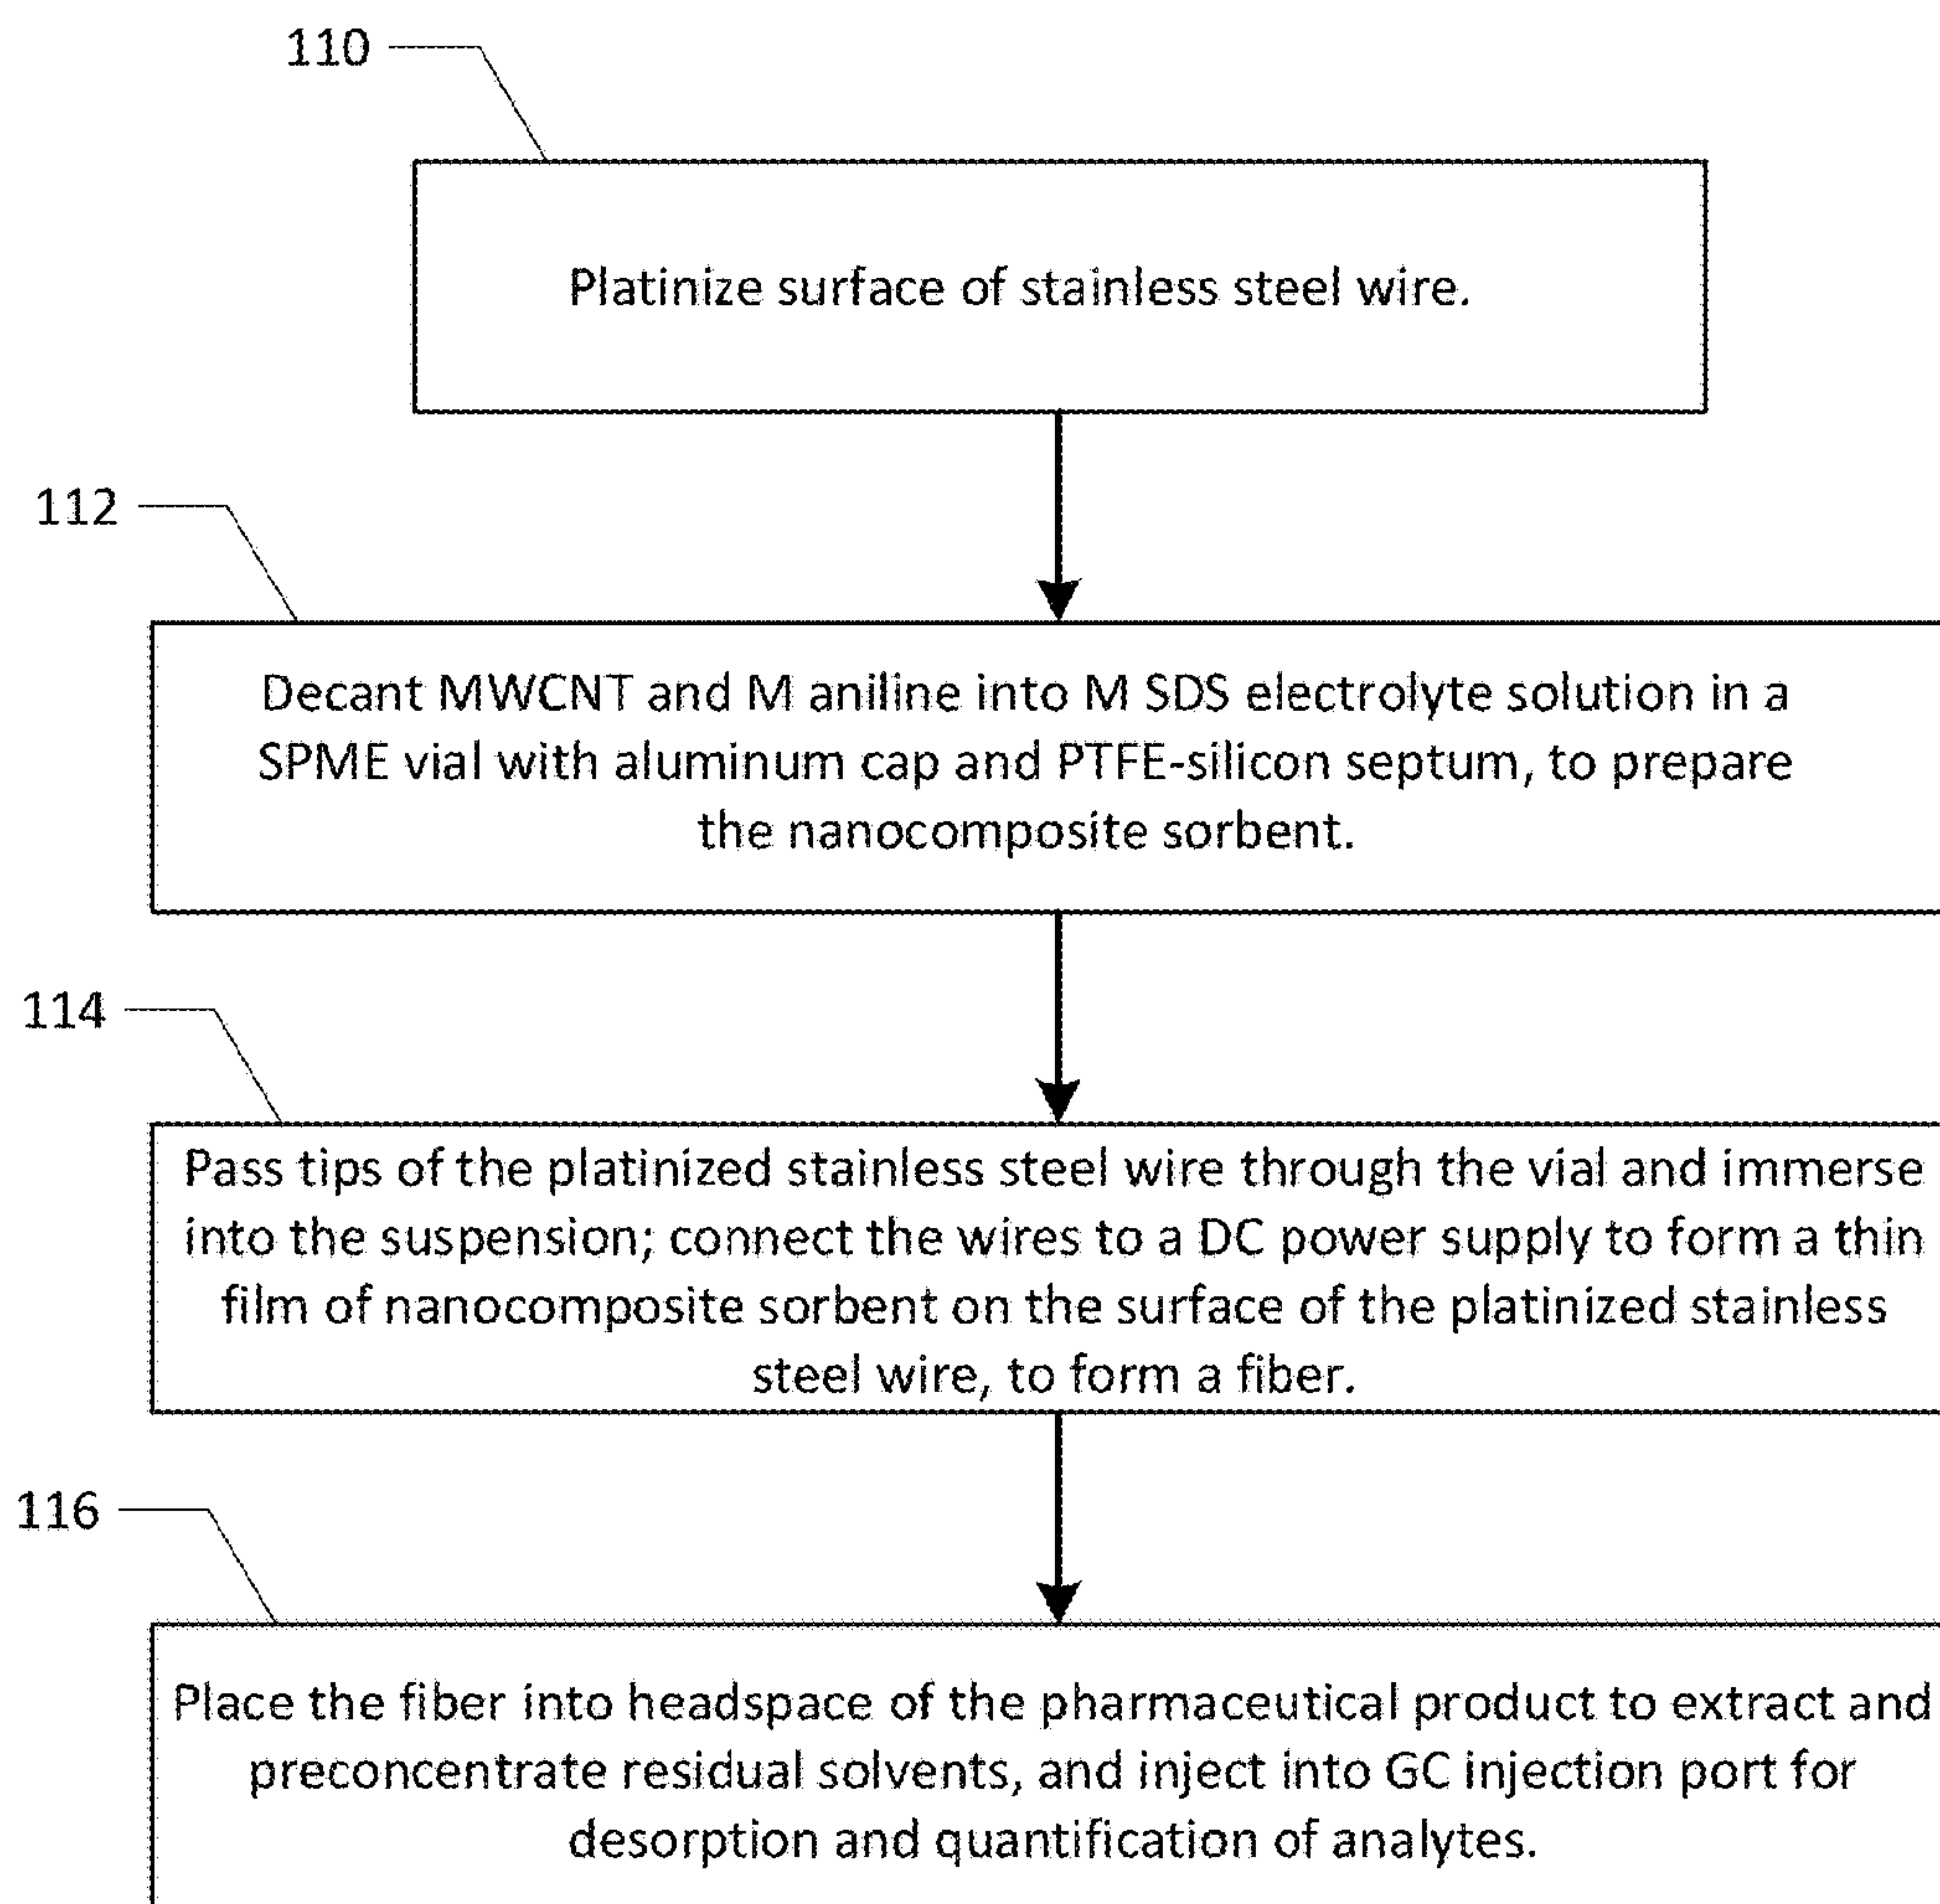 110
Platinize surface of stainless steel wire.
112
Decant MWCNT and M aniline into M SDS electrolyte solution in a
SPME vial with aluminum cap and PTFE-silicon septum, to prepare
the nanocomposite sorbent.
114
Pass tips of the platinized stainless steel wire through the vial and immerse
into the suspension; connect the wires to a DC power supply to form a thin
film of nanocomposite sorbent on the surface of the platinized stainless
steel wire, to form a fiber.
116
Place the fiber into headspace of the pharmaceutical product to extract and
preconcentrate residual solvents, and inject into GC injection port for
desorption and quantification of analytes.